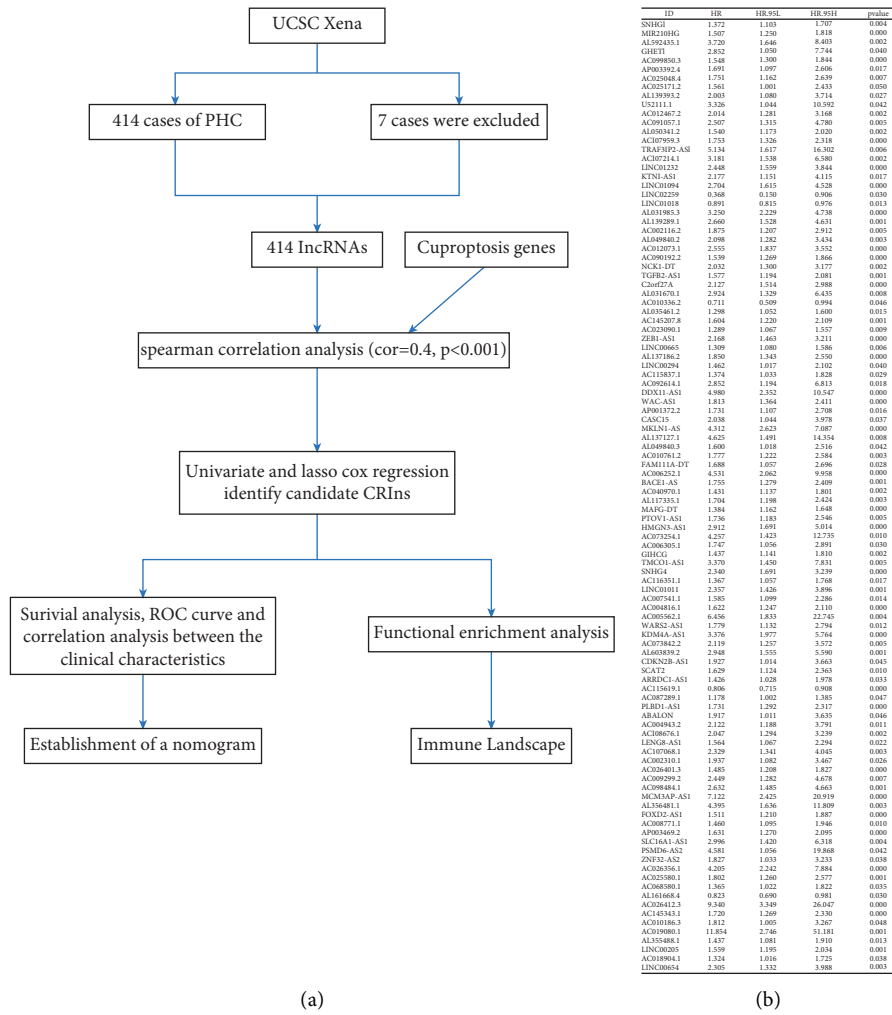 UCSC Xena
414 cases of PHC
7 cases were excluded
414 IncRNAs
Cuproptosis genes
spearman correlation analysis (cor=0.4, p<0.001)
Univariate and lasso cox regression
identify candidate CRIns
Surivial analysis, ROC curve and
correlation analysis between the
clinical characteristics
Functional enrichment analysis
Establishment of a nomogram
Immune Landscape
(a)
ID HR HR.95L HR.95H pvalue
SNHG1 1.372 1.103 1.707 0.004
MIR210HG 1.507 1.250 1.818 0.000
AL592435.1 3.720 1.646 8.403 0.002
GHET1 2.852 1.050 7.744 0.040
AC099850.3 1.548 1.300 1.844 0.000
AP003392.4 1.691 1.097 2.606 0.017
AC025048.4 1.751 1.162 2.639 0.007
AC025171.2 1.561 1.001 2.433 0.050
AL139393.2 2.003 1.080 3.714 0.027
U52111.1 3.326 1.044 10.592 0.042
AC012467.2 2.014 1.281 3.168 0.002
AC091057.1 2.507 1.315 4.780 0.005
AL050341.2 1.540 1.173 2.020 0.002
AC107959.3 1.753 1.326 2.318 0.000
TRAF3IP2-AS1 5.134 1.617 16.302 0.006
AC107214.1 3.181 1.538 6.580 0.002
LINC01232 2.448 1.559 3.844 0.000
KTN1-AS1 2.177 1.151 4.115 0.017
LINC01094 2.704 1.615 4.528 0.000
LINC02259 0.368 0.150 0.906 0.030
LINC01018 0.891 0.815 0.976 0.013
AL031985.3 3.250 2.229 4.738 0.000
AL139289.1 2.660 1.528 4.631 0.001
AC002116.2 1.875 1.207 2.912 0.005
AL049840.2 2.098 1.282 3.434 0.003
AC012073.1 2.555 1.837 3.552 0.000
AC090192.2 1.539 1.269 1.866 0.000
NCK1-DT 2.032 1.300 3.177 0.002
TGFB2-AS1 1.577 1.194 2.081 0.001
C2orf27A 2.127 1.514 2.988 0.000
AL031670.1 2.924 1.329 6.435 0.008
AC010336.2 0.711 0.509 0.994 0.046
AL035461.2 1.298 1.052 1.600 0.015
AC145207.8 1.604 1.220 2.109 0.001
AC023090.1 1.289 1.067 1.557 0.009
ZEB1-AS1 2.168 1.463 3.211 0.000
LINC00665 1.309 1.080 1.586 0.006
AL137186.2 1.850 1.343 2.550 0.000
LINC00294 1.462 1.017 2.102 0.040
AC115837.1 1.374 1.033 1.828 0.029
AC092614.1 2.852 1.194 6.813 0.018
DDX11-AS1 4.980 2.352 10.547 0.000
WAC-AS1 1.813 1.364 2.411 0.000
AP001372.2 1.731 1.107 2.708 0.016
CASC15 2.038 1.044 3.978 0.037
MKLN1-AS 4.312 2.623 7.087 0.000
AL137127.1 4.625 1.491 14.354 0.008
AL049840.3 1.600 1.018 2.516 0.042
AC010761.2 1.777 1.222 2.584 0.003
FAM111A-DT 1.688 1.057 2.696 0.028
AC006252.1 4.531 2.062 9.958 0.000
BACE1-AS 1.755 1.279 2.409 0.001
AC040970.1 1.431 1.137 1.801 0.002
AL117335.1 1.704 1.198 2.424 0.003
MAFG-DT 1.384 1.162 1.648 0.000
PTOV1-AS1 1.736 1.183 2.546 0.005
HMGN3-AS1 2.912 1.691 5.014 0.000
AC073254.1 4.257 1.423 12.735 0.010
AC006305.1 1.747 1.056 2.891 0.030
GIHCG 1.437 1.141 1.810 0.002
TMCO1-AS1 3.370 1.450 7.831 0.005
SNHG4 2.340 1.691 3.239 0.000
AC116351.1 1.367 1.057 1.768 0.017
LINC01011 2.357 1.426 3.896 0.001
AC007541.1 1.585 1.099 2.286 0.014
AC004816.1 1.622 1.247 2.110 0.000
AC005562.1 6.456 1.833 22.745 0.004
WARS2-AS1 1.779 1.132 2.794 0.012
KDM4A-AS1 3.376 1.977 5.764 0.000
AC073842.2 2.119 1.257 3.572 0.005
AL603839.2 2.948 1.555 5.590 0.001
CDKN2B-AS1 1.927 1.014 3.663 0.045
SCAT2 1.629 1.124 2.363 0.010
ARRDC1-AS1 1.426 1.028 1.978 0.033
AC115619.1 0.806 0.715 0.908 0.000
AC087289.1 1.178 1.002 1.385 0.047
PLBD1-AS1 1.731 1.292 2.317 0.000
ABALON 1.917 1.011 3.635 0.046
AC004943.2 2.122 1.188 3.791 0.011
AC108676.1 2.047 1.294 3.239 0.002
LENG8-AS1 1.564 1.067 2.294 0.022
AC107068.1 2.329 1.341 4.045 0.003
AC002310.1 1.937 1.082 3.467 0.026
AC026401.3 1.485 1.208 1.827 0.000
AC009299.2 2.449 1.282 4.678 0.007
AC098484.1 2.632 1.485 4.663 0.001
MCM3AP-AS1 7.122 2.425 20.919 0.000
AL356481.1 4.395 1.636 11.809 0.003
FOXD2-AS1 1.511 1.210 1.887 0.000
AC008771.1 1.460 1.095 1.946 0.010
AP003469.2 1.631 1.270 2.095 0.000
SLC16A1-AS1 2.996 1.420 6.318 0.004
PSMD6-AS2 4.581 1.056 19.868 0.042
ZNF32-AS2 1.827 1.033 3.233 0.038
AC026356.1 4.205 2.242 7.884 0.000
AC025580.1 1.802 1.260 2.577 0.001
AC068580.1 1.365 1.022 1.822 0.035
AL161668.4 0.823 0.690 0.981 0.030
AC026412.3 9.340 3.349 26.047 0.000
AC145343.1 1.720 1.269 2.330 0.000
AC010186.3 1.812 1.005 3.267 0.048
AC019080.1 11.854 2.746 51.181 0.001
AL355488.1 1.437 1.081 1.910 0.013
LINC00205 1.559 1.195 2.034 0.001
AC018904.1 1.324 1.016 1.725 0.038
LINC00654 2.305 1.332 3.988 0.003
(b)